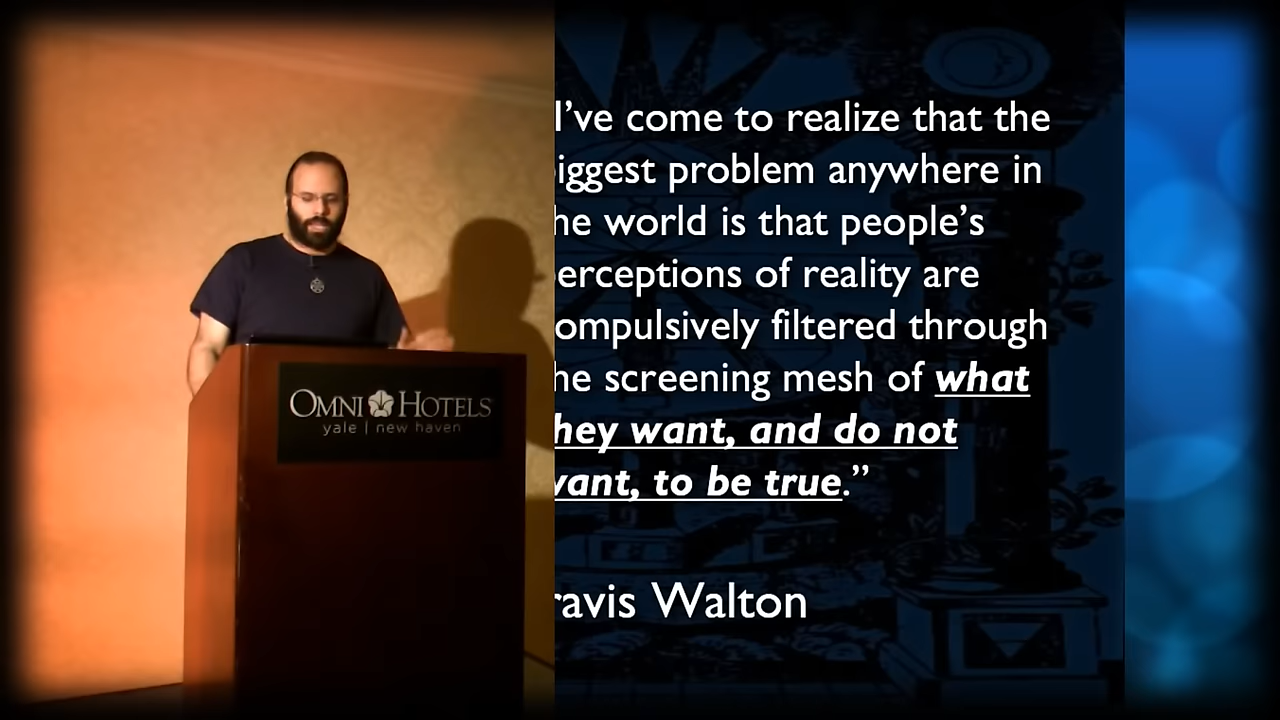 I've come to realize that the
iggest problem anywhere in
he world is that people's
erceptions of reality are
ompulsively filtered through
he screening mesh of what
hey want, and do not
want, to be true."
ravis Walton
OMNI HOTELS
yale | new haven